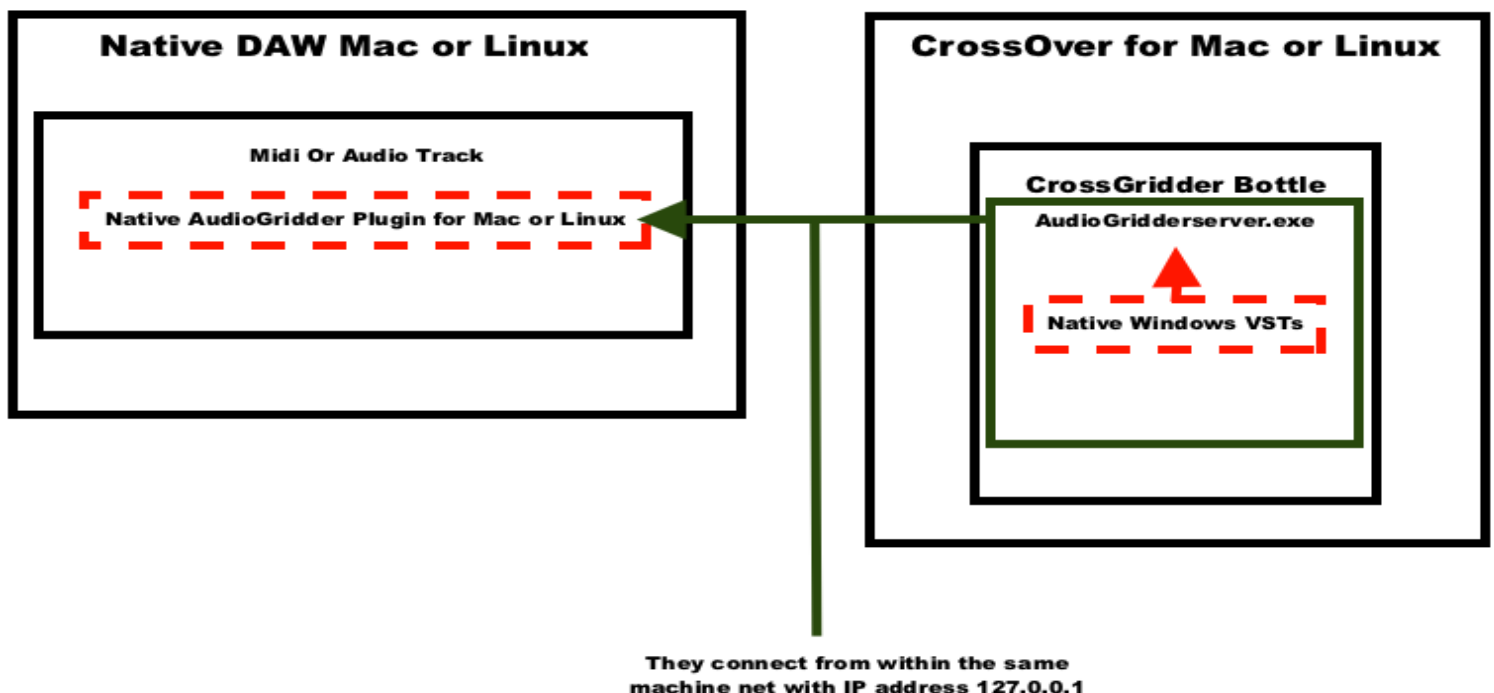 Native DAW Mac or Linux
Midi Or Audio Track
Native AudioGridder Plugin for Mac or Linux
CrossOver for Mac or Linux
CrossGridder Bottle
AudioGridderserver.exe
Native Windows VSTs
They connect from within the same
machine net with IP address 127.0.0.1